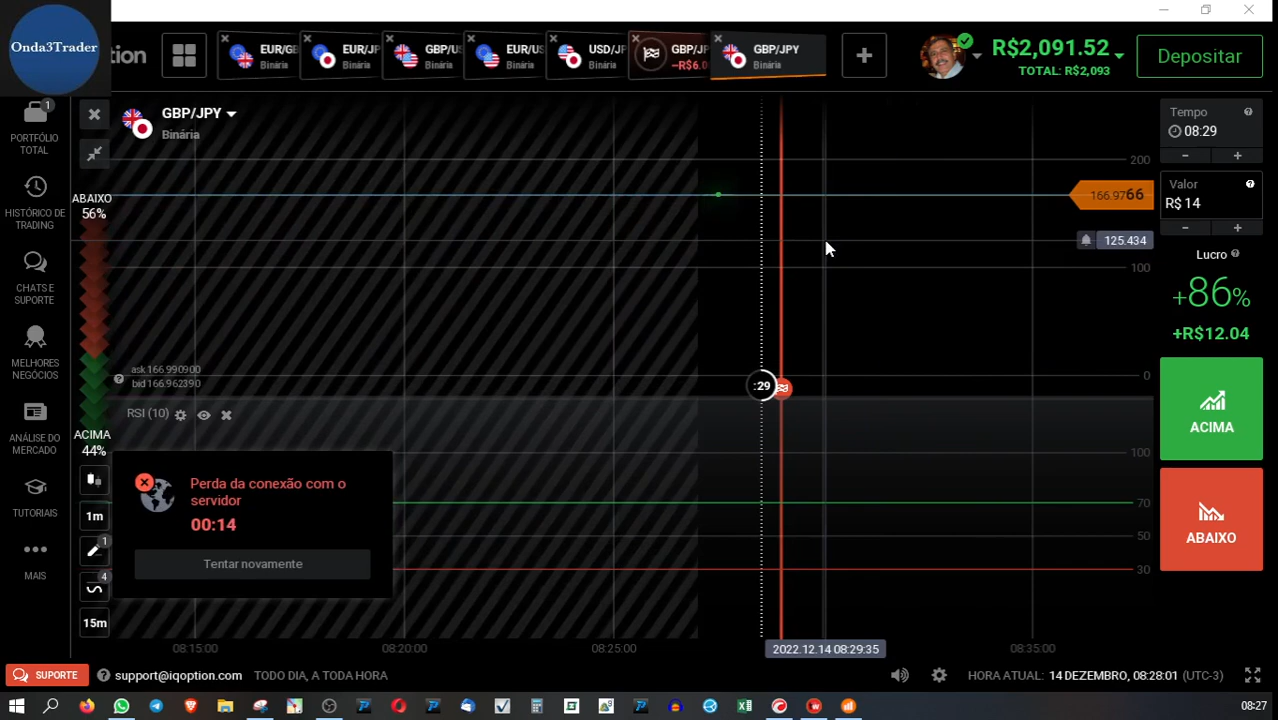 Onda3Trader
ption
EUR/GB
Binária
EUR/JP
Binária
GBP/US
Binária
EUR/US
Binária
USD/JP
Binária
GBP/JP
–R$6.0
GBP/JPY
Binária
R$2,091.52
TOTAL: R$2,093
Depositar
1
PORTFÓLIO
TOTAL
HISTÓRICO DE
TRADING
CHATS E
SUPORTE
MELHORES
NEGÓCIOS
ANÁLISE DO
MERCADO
TUTORIAIS
MAIS
GBP/JPY
Binária
ABAIXO
56%
ACIMA
44%
ask 166.990900
bid 166.962390
RSI (10)
Perda da conexão com o
servidor
00:14
Tentar novamente
1m
1
4
15m
:29
200
166.9766
125.434
100
0
100
70
50
30
08:15:00
08:20:00
08:25:00
2022.12.14 08:29:35
08:35:00
Tempo
08:29
-
+
Valor
R$ 14
-
+
Lucro
+86%
+R$12.04
ACIMA
ABAIXO
SUPORTE
support@iqoption.com
TODO DIA, A TODA HORA
HORA ATUAL: 14 DEZEMBRO, 08:28:01 (UTC-3)
08:27